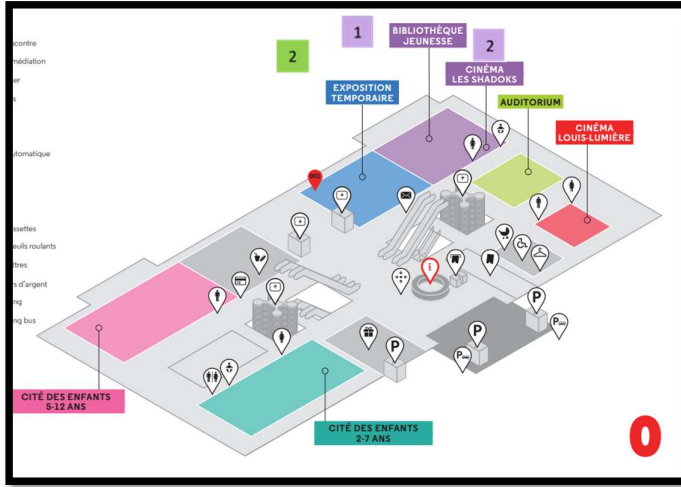 1
BIBLIOTHÈQUE
JEUNESSE
2
2
CINÉMA
LES SHADOKS
EXPOSITION
TEMPORAIRE
AUDITORIUM
CINÉMA
LOUIS-LUMIÈRE
utomatique
ssettes
euils roulants
ttres
s d'argent
ng
ng bus
contre
médiation
er
s
i
P
P
P
P
P
CITÉ DES ENFANTS
5-12 ANS
CITÉ DES ENFANTS
2-7 ANS
0